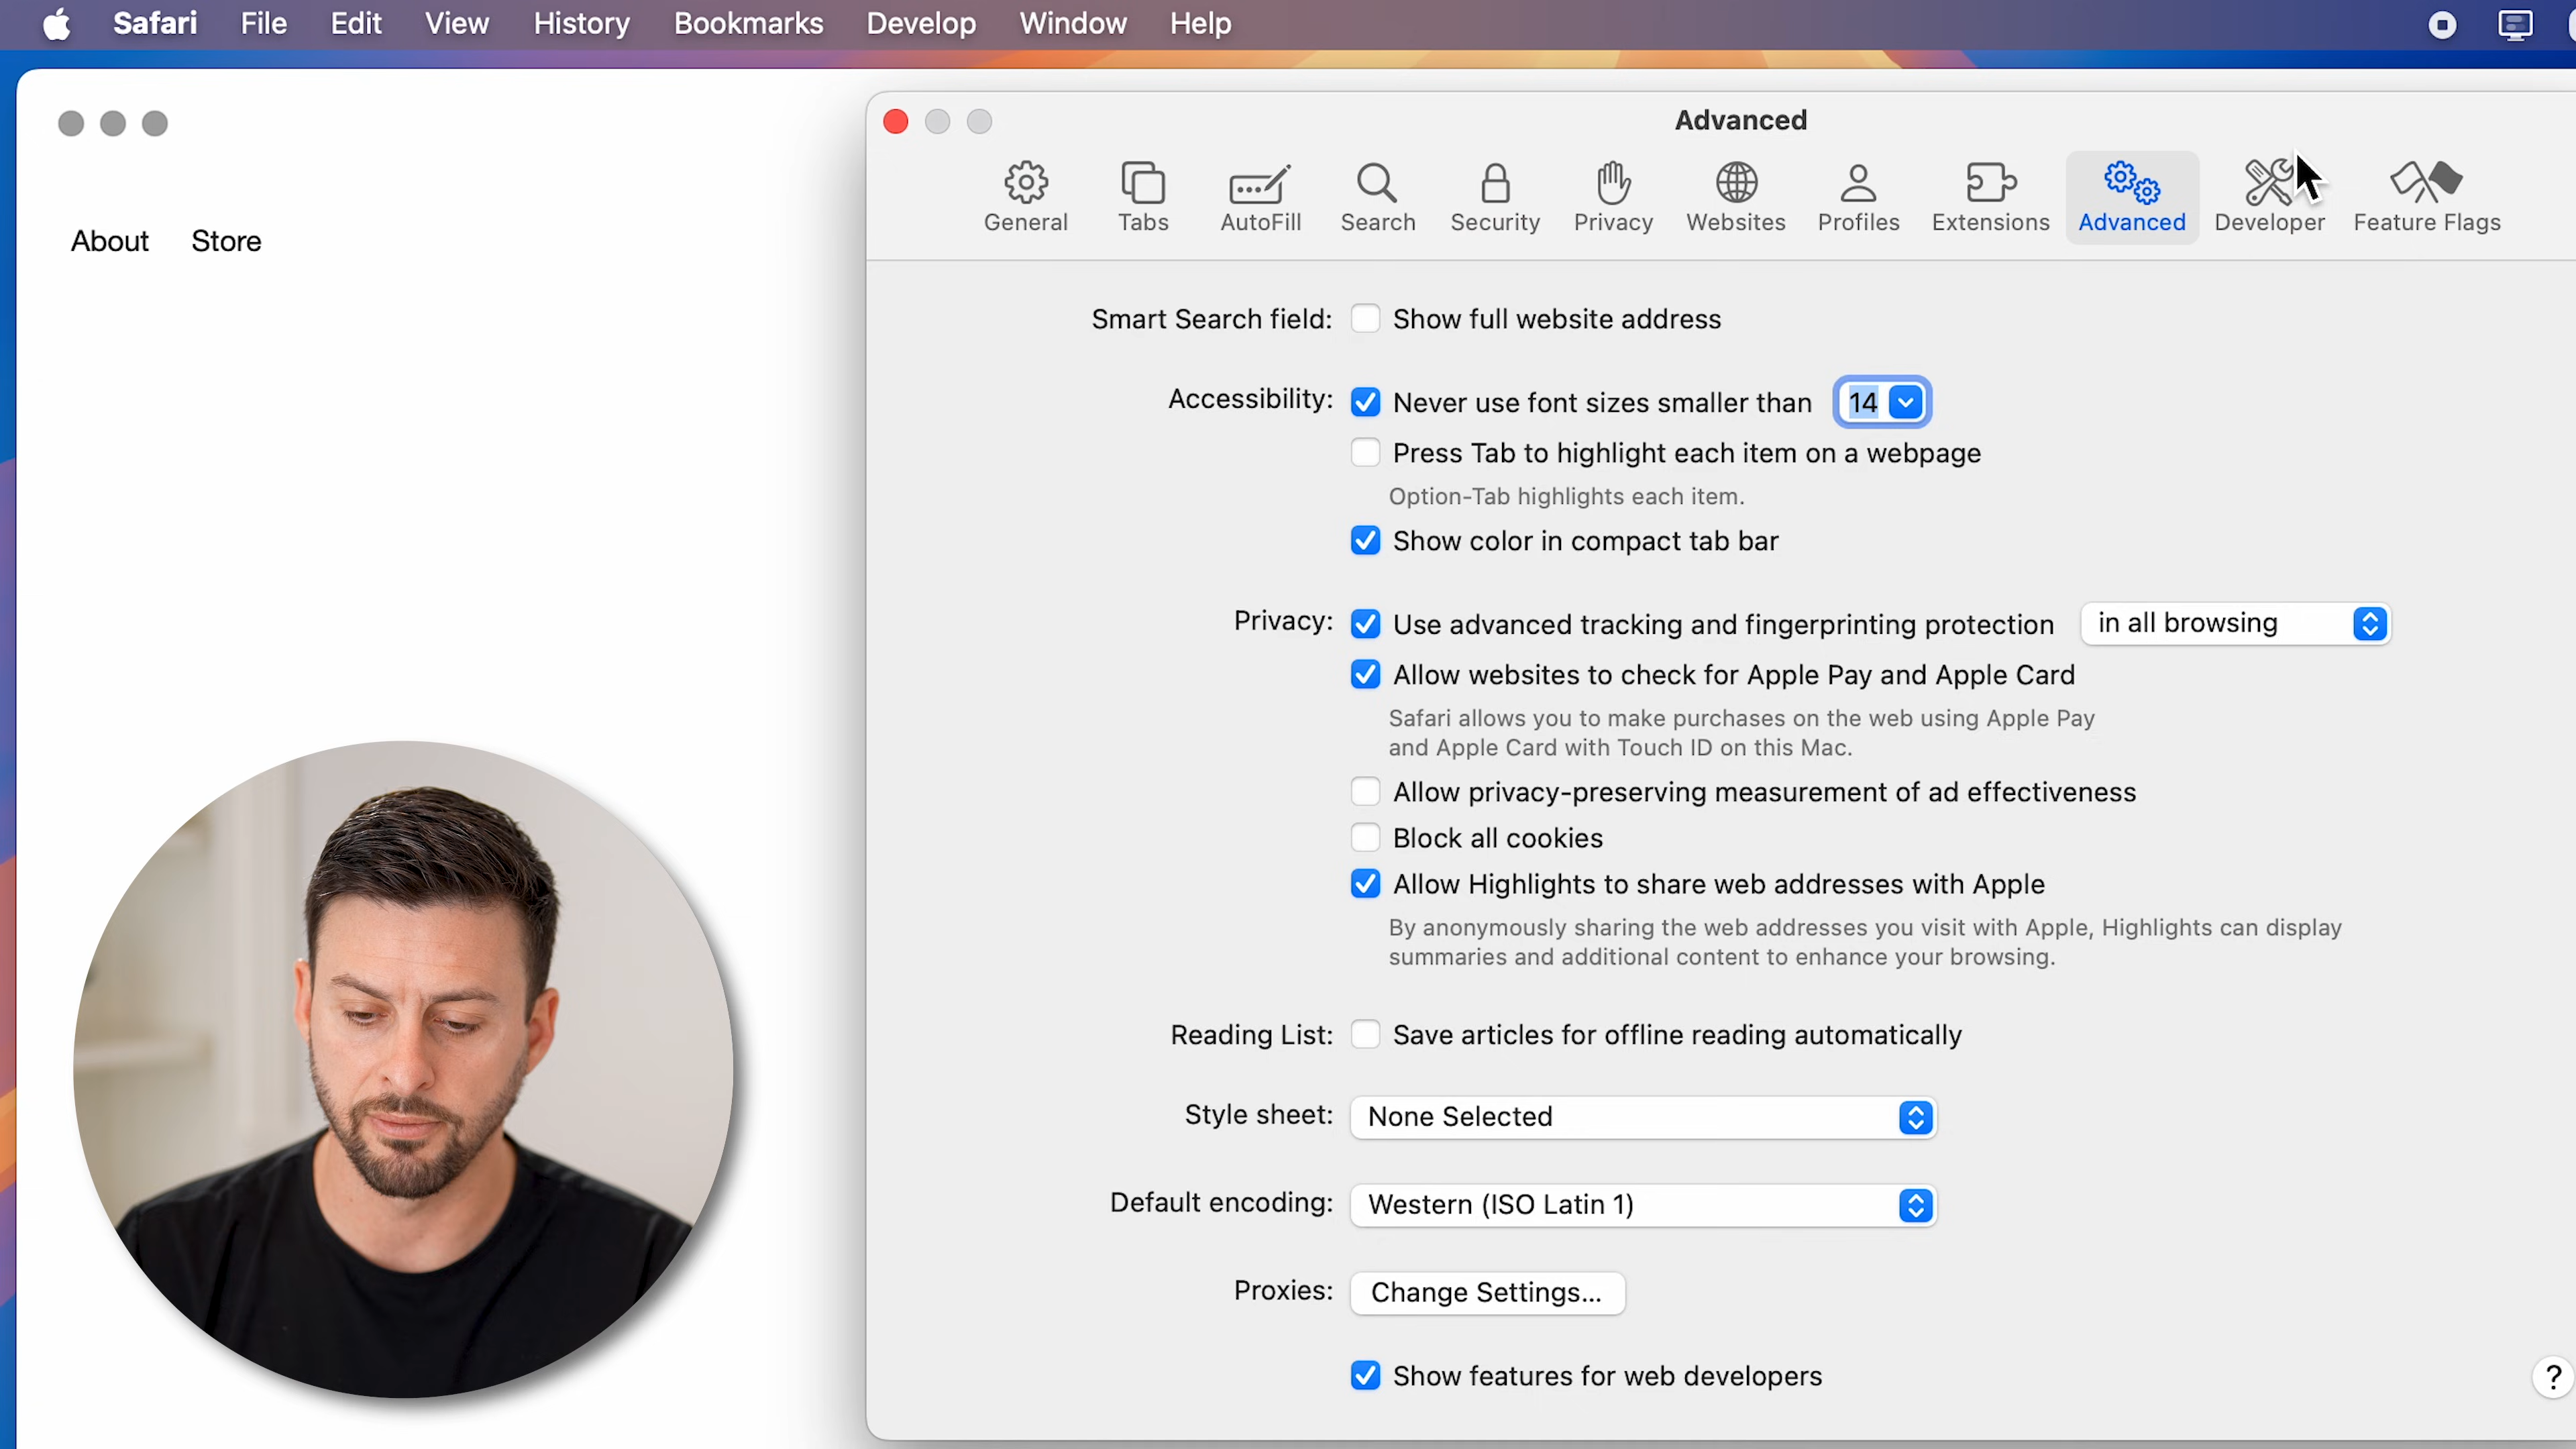 Safari File Edit View History Bookmarks Develop Window Help
About Store
Advanced
General Tabs AutoFill Search Security Privacy Websites Profiles Extensions Advanced Developer Feature Flags
Smart Search field: Show full website address
Accessibility: Never use font sizes smaller than 14
Press Tab to highlight each item on a webpage
Option-Tab highlights each item.
Show color in compact tab bar
Privacy: Use advanced tracking and fingerprinting protection in all browsing
Allow websites to check for Apple Pay and Apple Card
Safari allows you to make purchases on the web using Apple Pay
and Apple Card with Touch ID on this Mac.
Allow privacy-preserving measurement of ad effectiveness
Block all cookies
Allow Highlights to share web addresses with Apple
By anonymously sharing the web addresses you visit with Apple, Highlights can display
summaries and additional content to enhance your browsing.
Reading List: Save articles for offline reading automatically
Style sheet: None Selected
Default encoding: Western (ISO Latin 1)
Proxies: Change Settings...
Show features for web developers
?